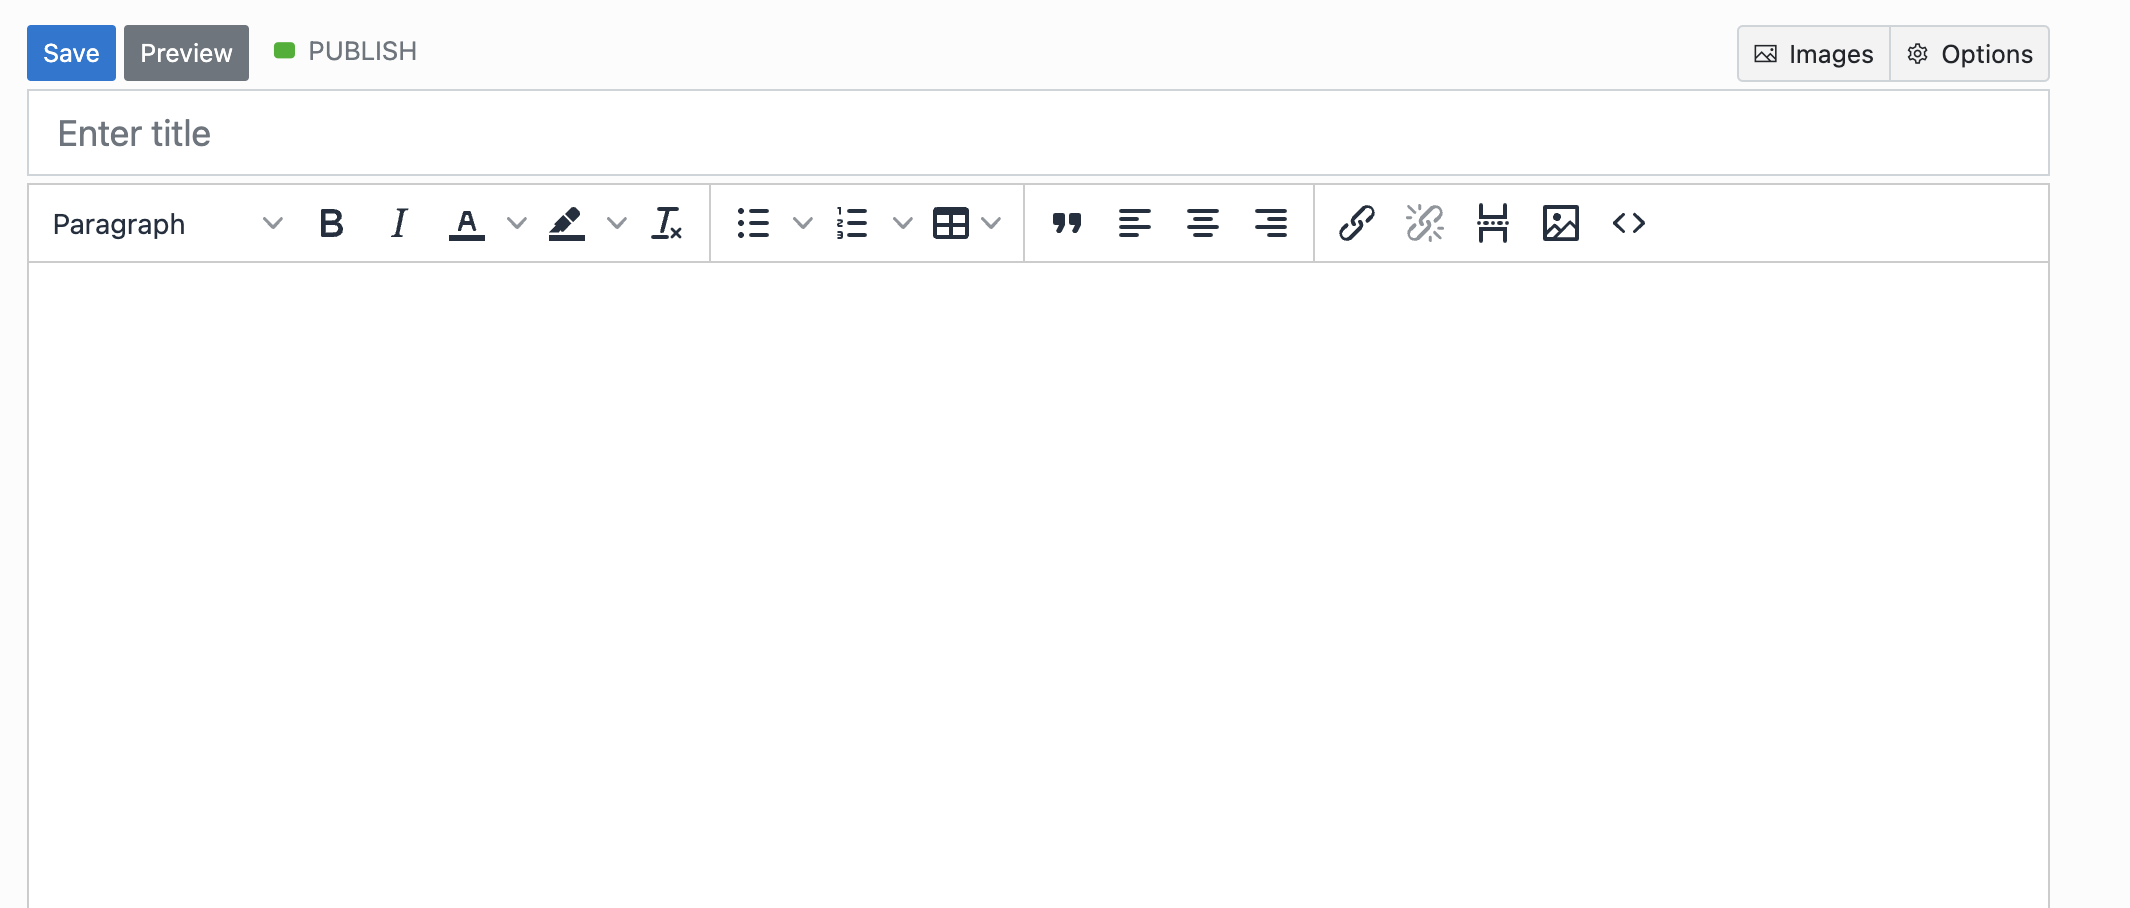 Save Preview PUBLISH Images Options
Enter title
Paragraph